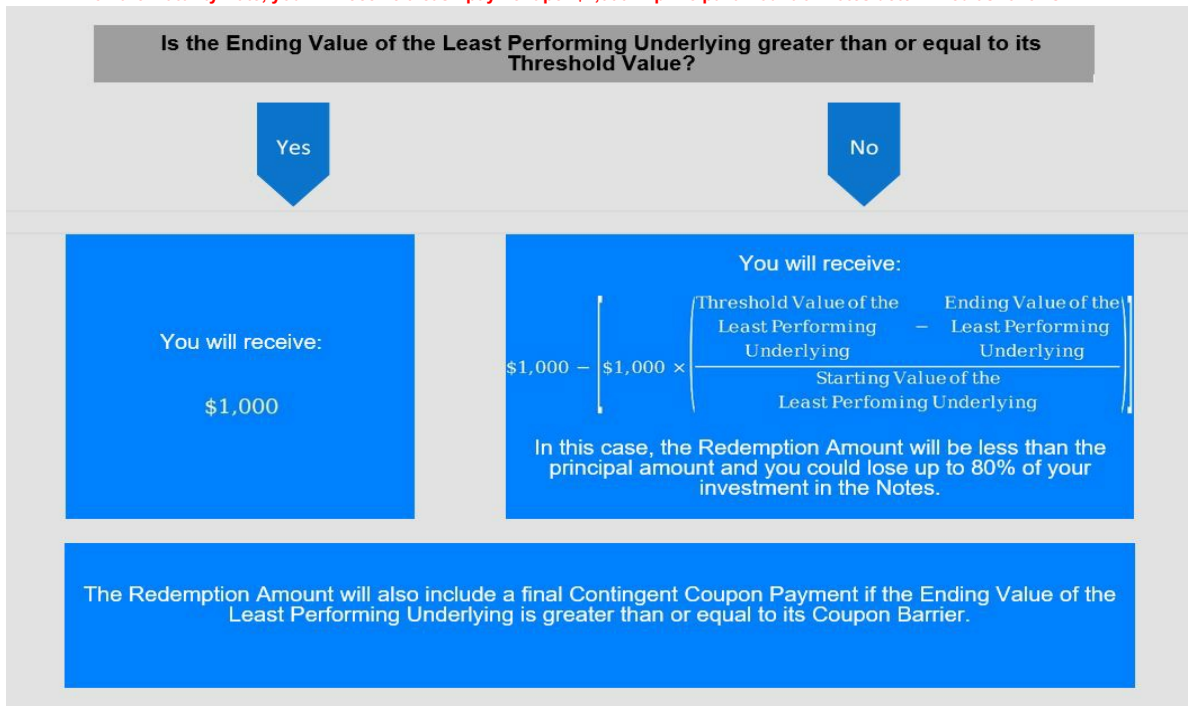 Is the Ending Value of the Least Performing Underlying greater than or equal to its
Threshold Value?
Yes
No
You will receive:
$1,000
You will receive:
$1,000 − [$1,000 × (Threshold Value of the Least Performing Underlying − Ending Value of the Least Performing Underlying / Starting Value of the Least Perfoming Underlying)]
In this case, the Redemption Amount will be less than the
principal amount and you could lose up to 80% of your
investment in the Notes.
The Redemption Amount will also include a final Contingent Coupon Payment if the Ending Value of the
Least Performing Underlying is greater than or equal to its Coupon Barrier.